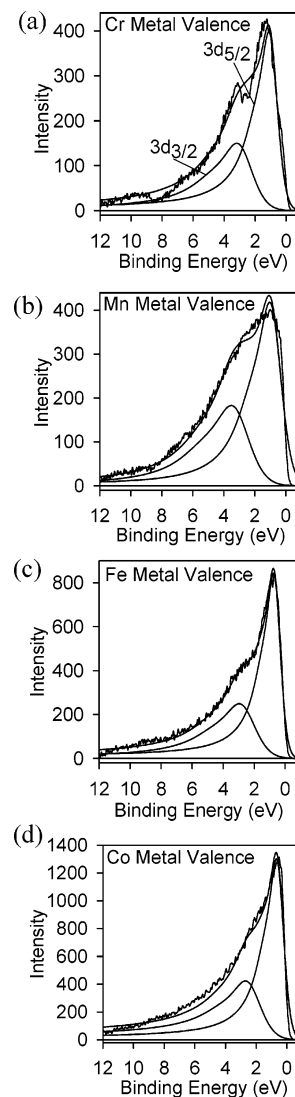 (a)
Cr Metal Valence
400
300
200
100
0
Intensity
3d5/2
3d3/2
12 10 8 6 4 2 0
Binding Energy (eV)
(b)
Mn Metal Valence
400
300
200
100
0
Intensity
12 10 8 6 4 2 0
Binding Energy (eV)
(c)
Fe Metal Valence
800
600
400
200
0
Intensity
12 10 8 6 4 2 0
Binding Energy (eV)
(d)
Co Metal Valence
1400
1200
1000
800
600
400
200
0
Intensity
12 10 8 6 4 2 0
Binding Energy (eV)